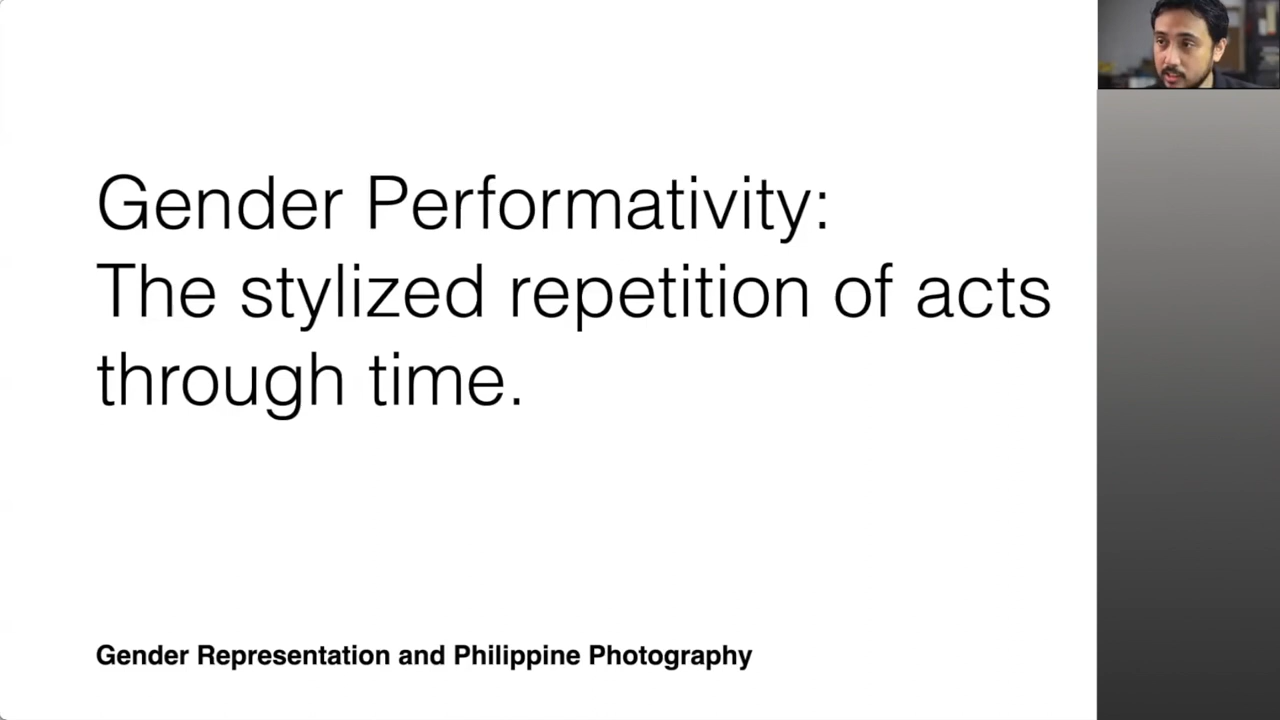 Gender Performativity:
The stylized repetition of acts
through time.
Gender Representation and Philippine Photography